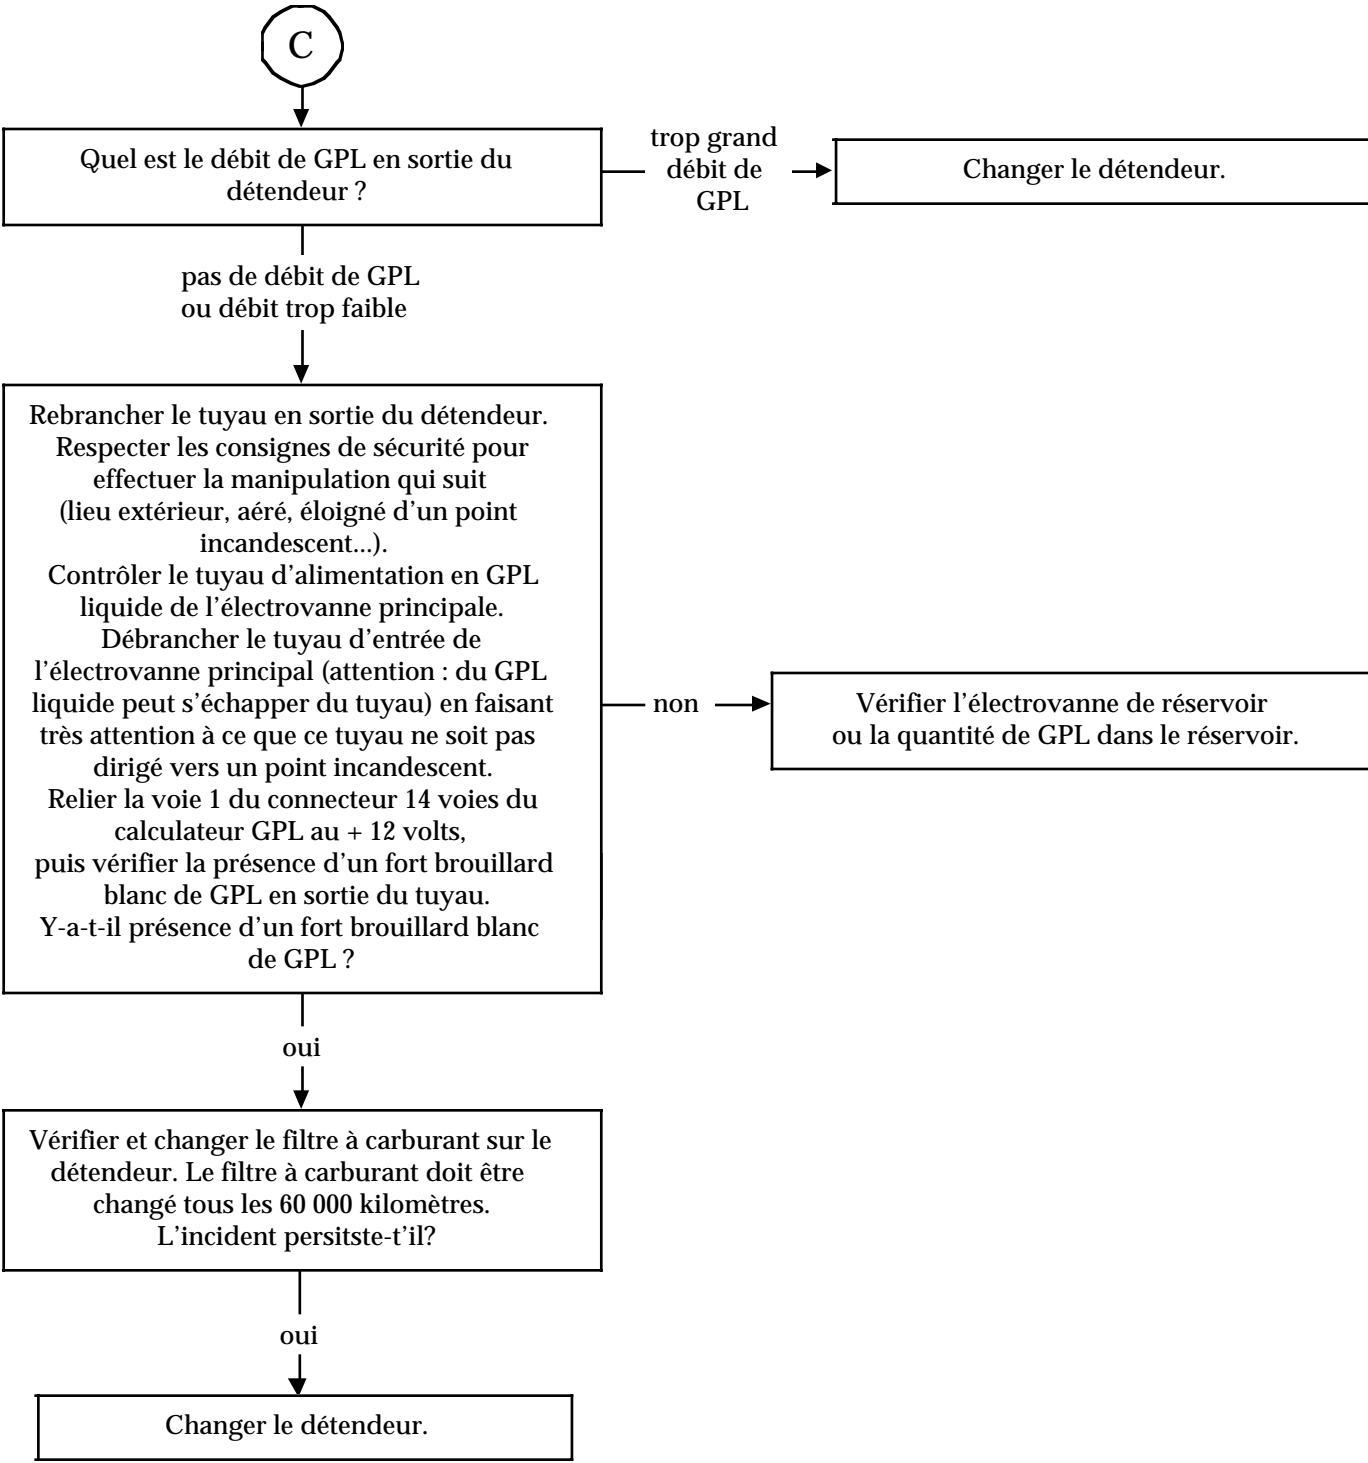 C
Quel est le débit de GPL en sortie du
détendeur ?
trop grand
débit de
GPL
Changer le détendeur.
pas de débit de GPL
ou débit trop faible
Rebrancher le tuyau en sortie du détendeur.
Respecter les consignes de sécurité pour
effectuer la manipulation qui suit
(lieu extérieur, aéré, éloigné d'un point
incandescent...).
Contrôler le tuyau d'alimentation en GPL
liquide de l'électrovanne principale.
Débrancher le tuyau d'entrée de
l'électrovanne principal (attention : du GPL
liquide peut s'échapper du tuyau) en faisant
très attention à ce que ce tuyau ne soit pas
dirigé vers un point incandescent.
Relier la voie 1 du connecteur 14 voies du
calculateur GPL au + 12 volts,
puis vérifier la présence d'un fort brouillard
blanc de GPL en sortie du tuyau.
Y-a-t-il présence d'un fort brouillard blanc
de GPL ?
non
Vérifier l'électrovanne de réservoir
ou la quantité de GPL dans le réservoir.
oui
Vérifier et changer le filtre à carburant sur le
détendeur. Le filtre à carburant doit être
changé tous les 60 000 kilomètres.
L'incident persitste-t'il?
oui
Changer le détendeur.